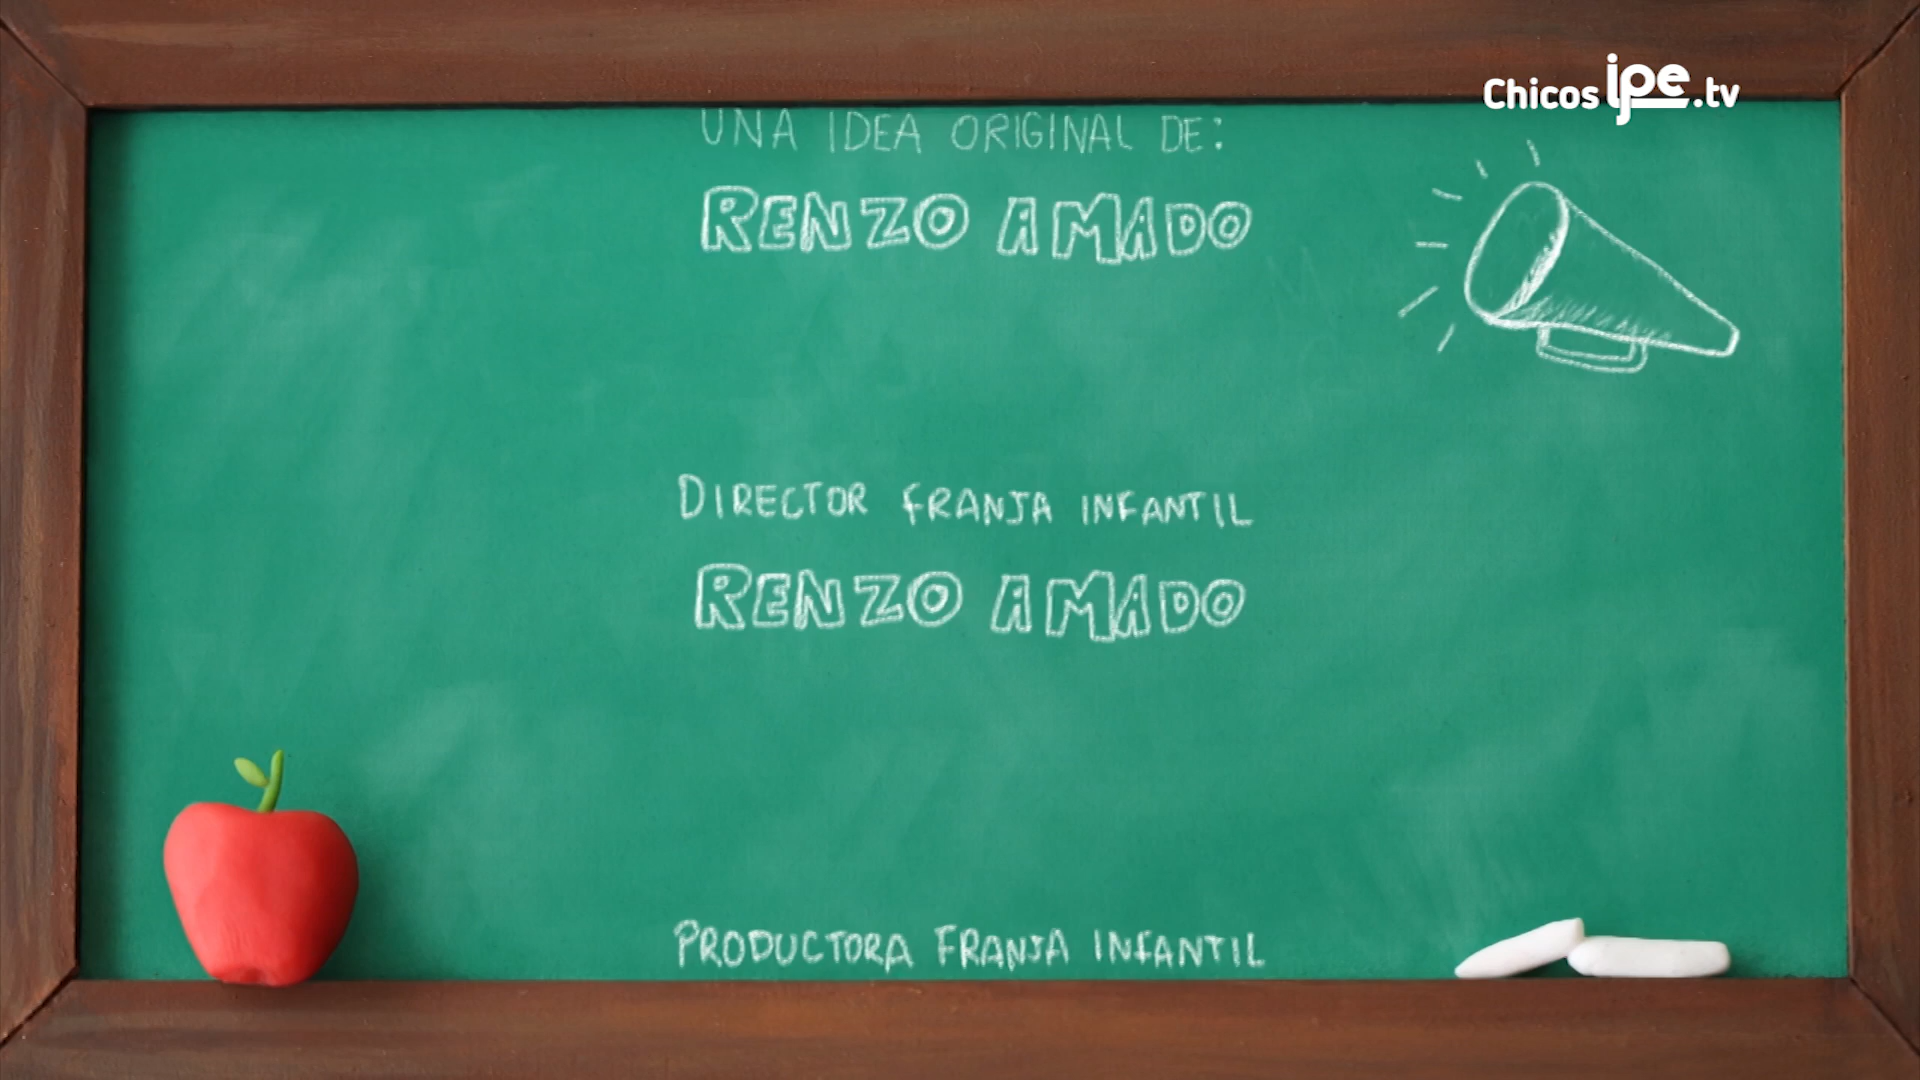 Chicos ipe.tv
UNA IDEA ORIGINAL DE:
RENZO AMADO
DIRECTOR FRANJA INFANTIL
RENZO AMADO
PRODUCTORA FRANJA INFANTIL